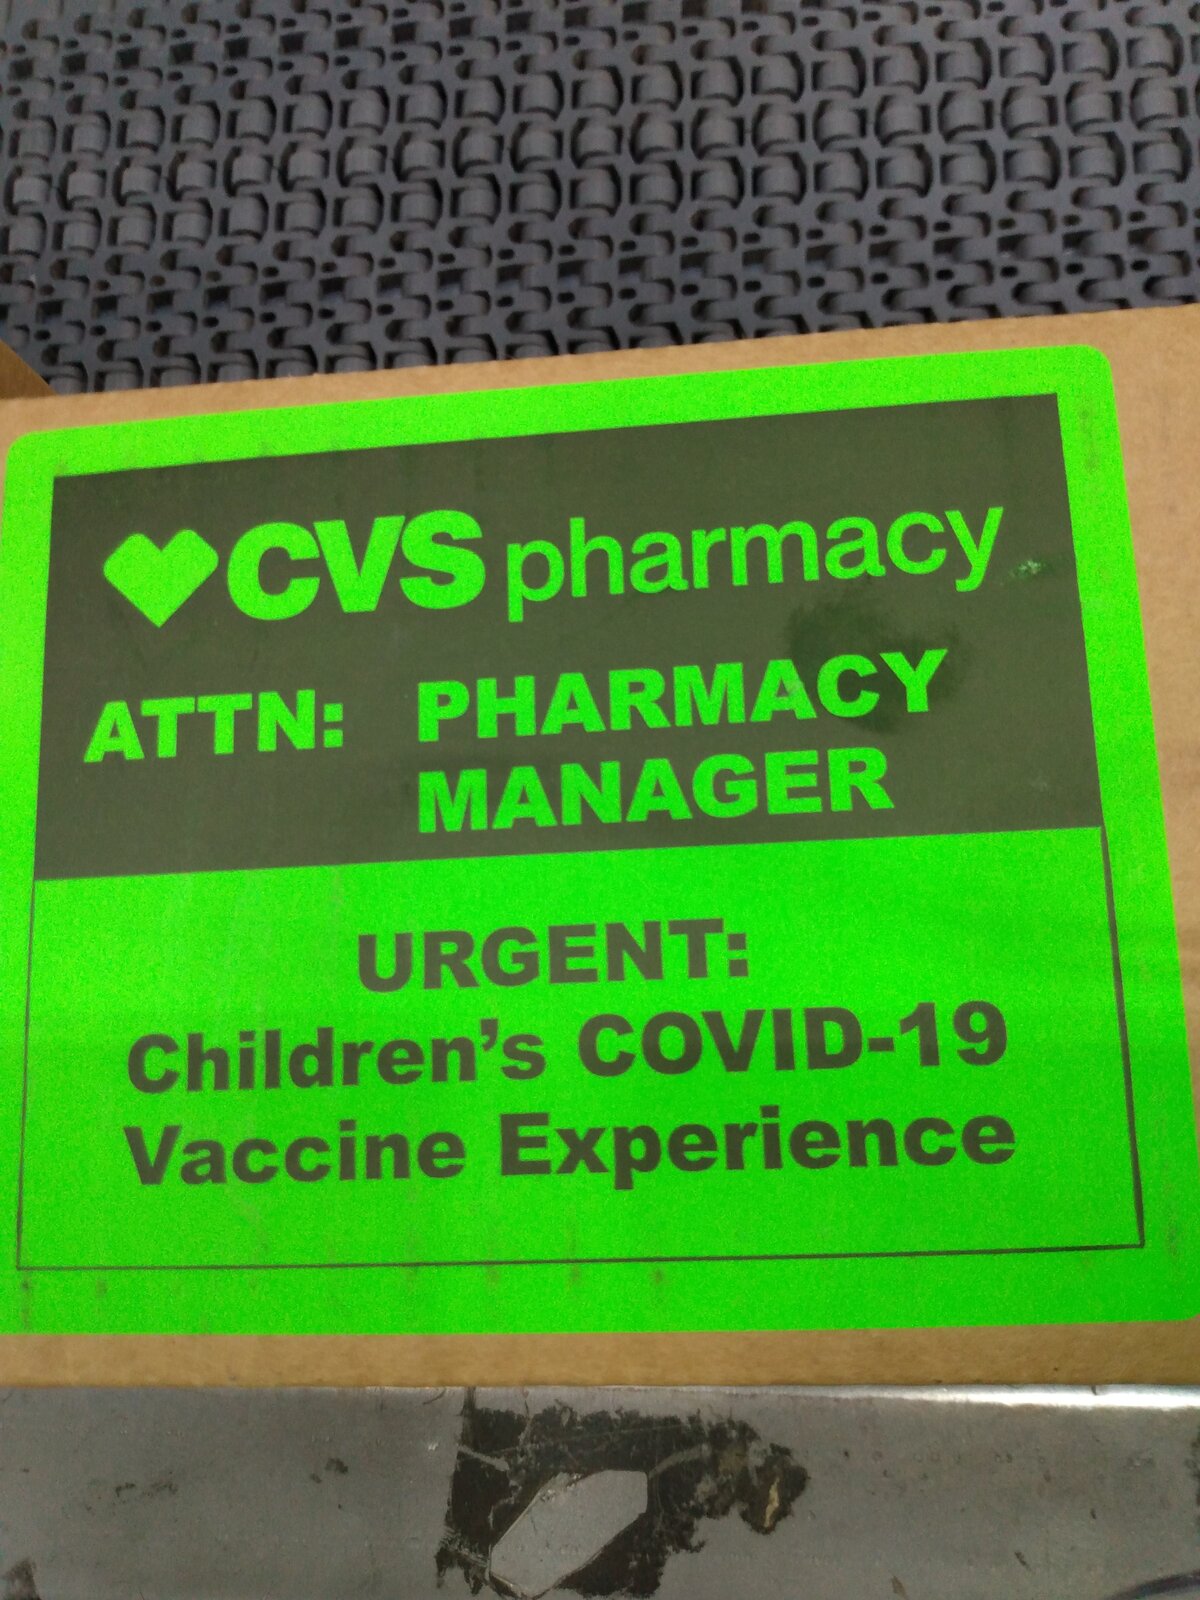 CVS pharmacy
ATTN: PHARMACY
MANAGER
URGENT:
Children’s COVID-19
Vaccine Experience